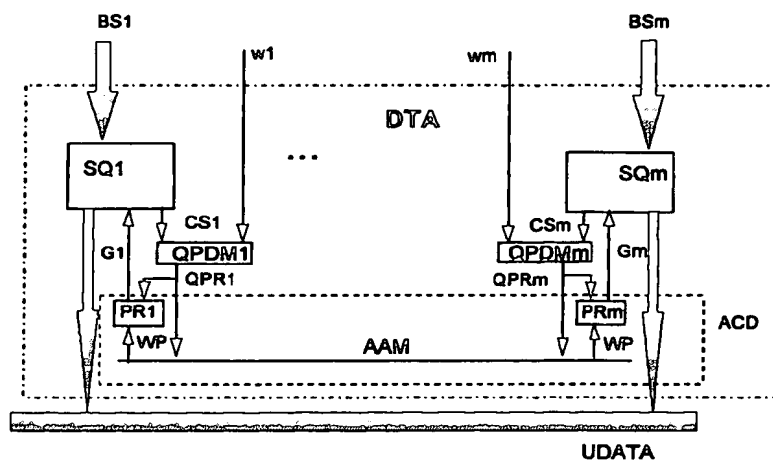 BS1
BSm
w1
wm
DTA
SQ1
...
SQm
CS1
CSm
G1
QPDM1
QPDMm
Gm
QPR1
QPRm
PR1
PRm
ACD
WP
AAM
WP
UDATA